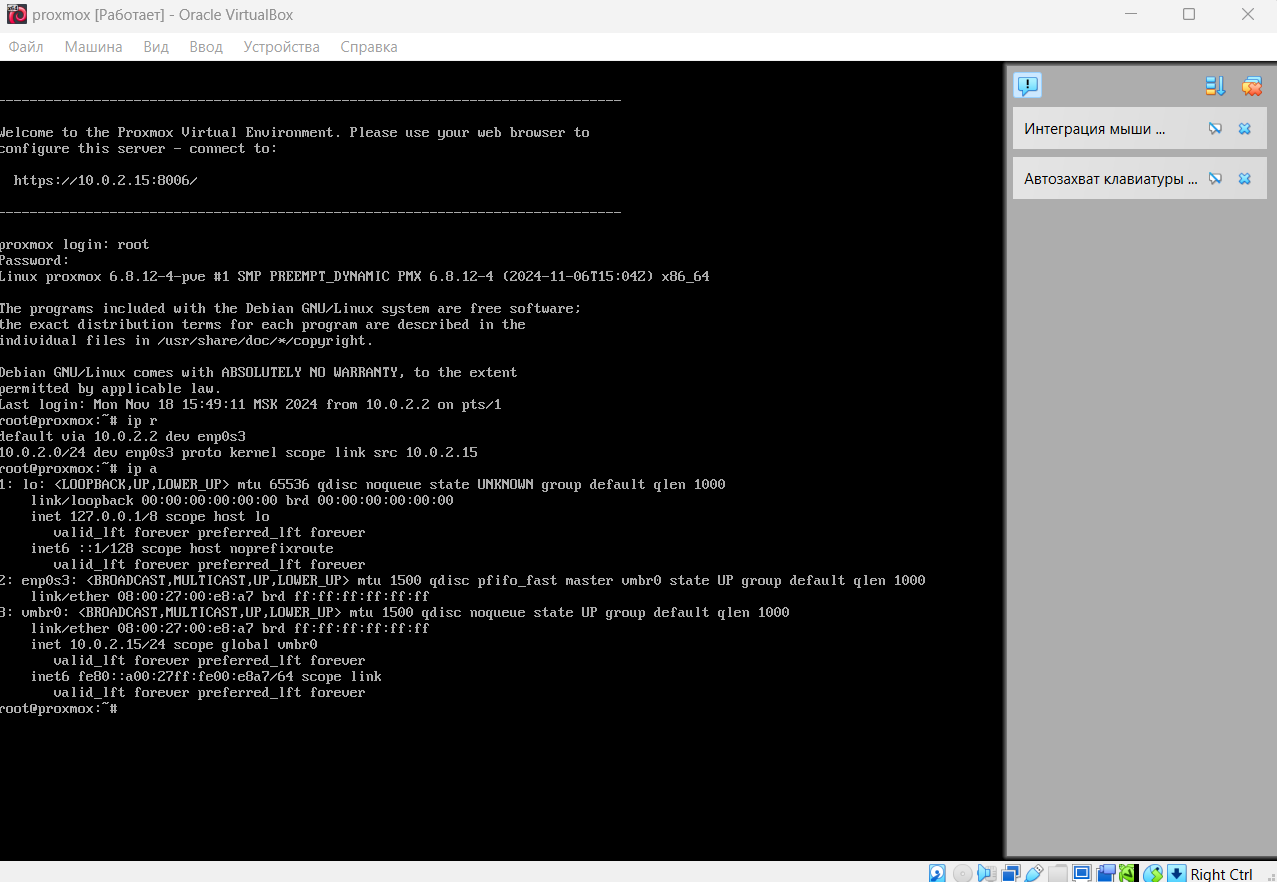 proxmox [Работает] - Oracle VirtualBox
Файл Машина Вид Ввод Устройства Справка
Welcome to the Proxmox Virtual Environment. Please use your web browser to
configure this server - connect to:
https://10.0.2.15:8006/
proxmox login: root
Password:
Linux proxmox 6.8.12-4-pve #1 SMP PREEMPT_DYNAMIC PMX 6.8.12-4 (2024-11-06T15:04Z) x86_64
The programs included with the Debian GNU/Linux system are free software;
the exact distribution terms for each program are described in the
individual files in /usr/share/doc/*/copyright.
Debian GNU/Linux comes with ABSOLUTELY NO WARRANTY, to the extent
permitted by applicable law.
Last login: Mon Nov 18 15:49:11 MSK 2024 from 10.0.2.2 on pts/1
root@proxmox:~# ip r
default via 10.0.2.2 dev enp0s3
10.0.2.0/24 dev enp0s3 proto kernel scope link src 10.0.2.15
root@proxmox:~# ip a
1: lo: <LOOPBACK,UP,LOWER_UP> mtu 65536 qdisc noqueue state UNKNOWN group default qlen 1000
link/loopback 00:00:00:00:00:00 brd 00:00:00:00:00:00
inet 127.0.0.1/8 scope host lo
valid_lft forever preferred_lft forever
inet6 ::1/128 scope host noprefixroute
valid_lft forever preferred_lft forever
2: enp0s3: <BROADCAST,MULTICAST,UP,LOWER_UP> mtu 1500 qdisc pfifo_fast master vmbr0 state UP group default qlen 1000
link/ether 08:00:27:00:e8:a7 brd ff:ff:ff:ff:ff:ff
3: vmbr0: <BROADCAST,MULTICAST,UP,LOWER_UP> mtu 1500 qdisc noqueue state UP group default qlen 1000
link/ether 08:00:27:00:e8:a7 brd ff:ff:ff:ff:ff:ff
inet 10.0.2.15/24 scope global vmbr0
valid_lft forever preferred_lft forever
inet6 fe80::a00:27ff:fe00:e8a7/64 scope link
valid_lft forever preferred_lft forever
root@proxmox:~#
Интеграция мыши ...
Автозахват клавиатуры ...
Right Ctrl